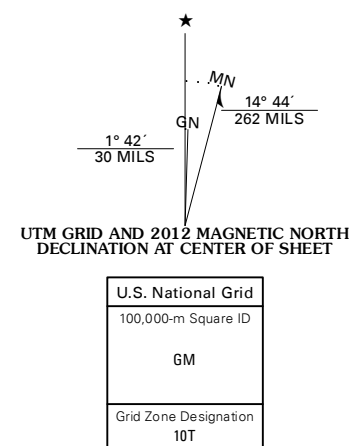 MN
14° 44´
262 MILS
GN
1° 42´
30 MILS
UTM GRID AND 2012 MAGNETIC NORTH
DECLINATION AT CENTER OF SHEET
U.S. National Grid
100,000-m Square ID
GM
Grid Zone Designation
10T